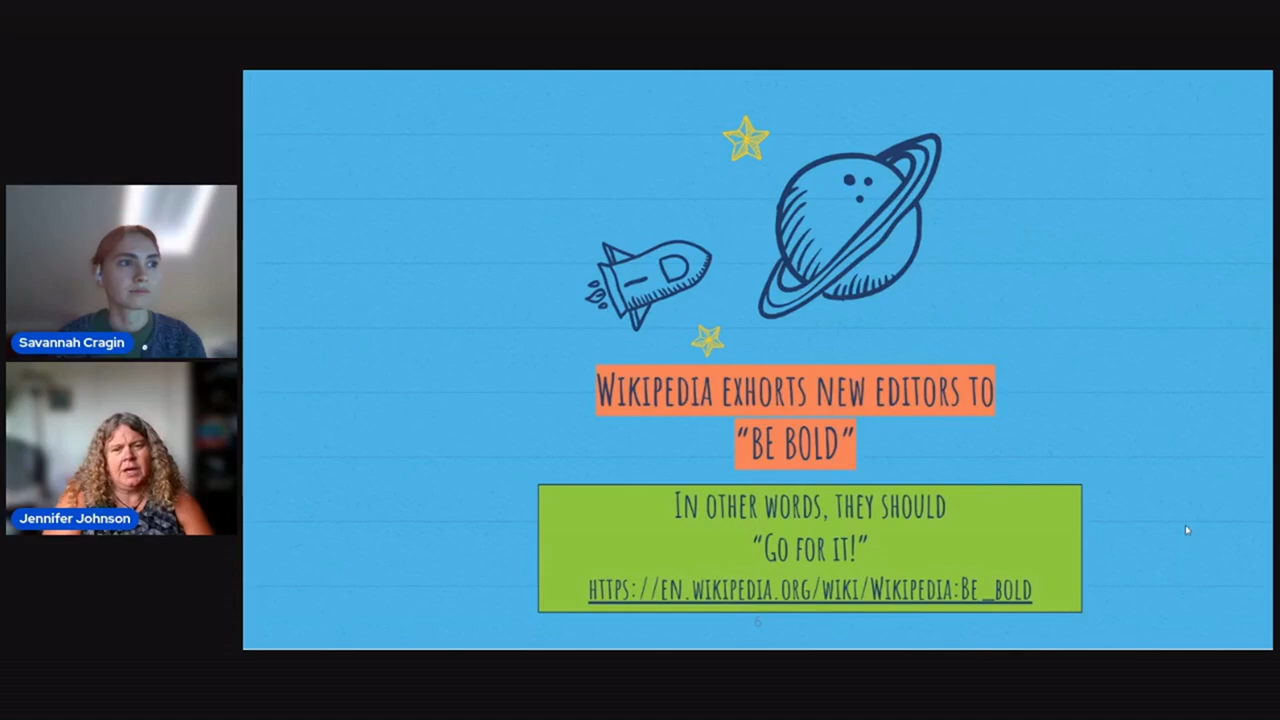 Savannah Cragin
Jennifer Johnson
Wikipedia exhorts new editors to
“BE BOLD”
In other words, they should
“Go for it!”
https://en.wikipedia.org/wiki/Wikipedia:Be_bold
6